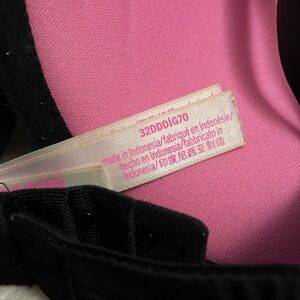 32DDD|G70
made in Indonesia/fabriqué en Indonésie/
hecho en Indonesia/fabbricato in
Indonesia/印度尼西亚制造